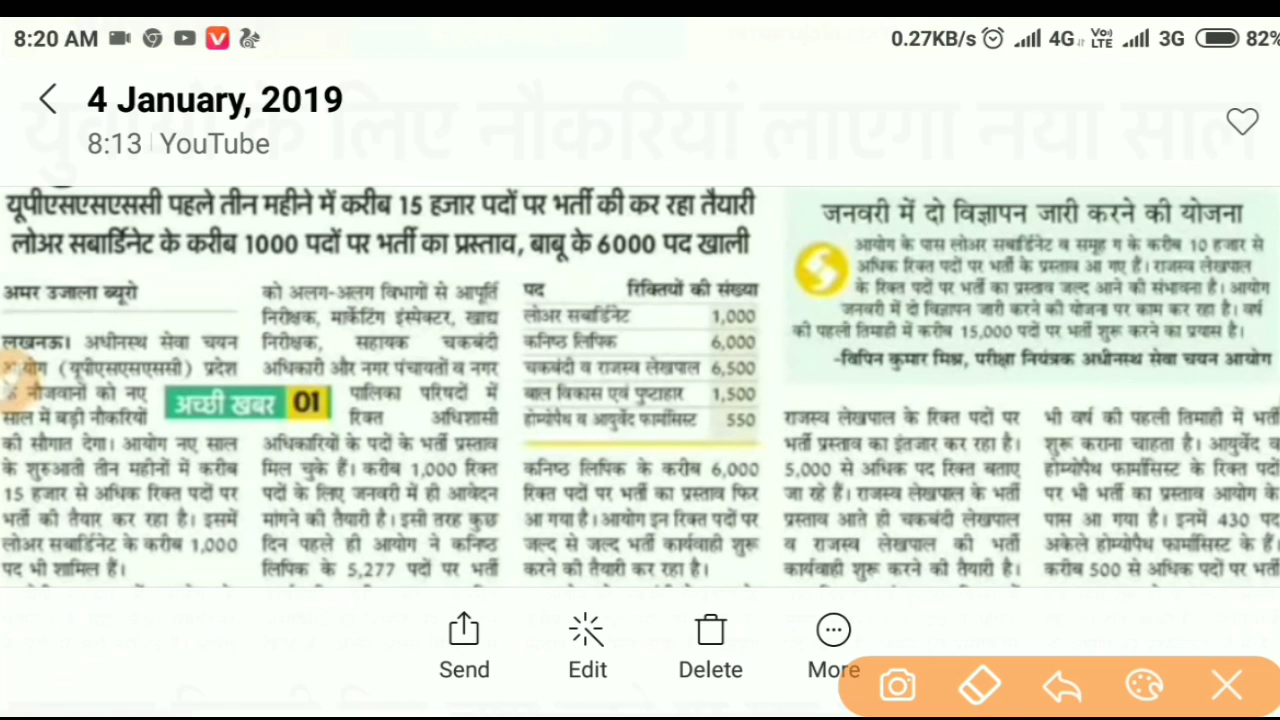 8:20 AM
0.27KB/s 4G Vo) LTE 3G 82%
4 January, 2019
8:13 YouTube
युवाओं के लिए नौकरियां लाएगा नया साल
यूपीएसएसएससी पहले तीन महीने में करीब 15 हजार पदों पर भर्ती की कर रहा तैयारी
लोअर सबार्डिनेट के करीब 1000 पदों पर भर्ती का प्रस्ताव, बाबू के 6000 पद खाली
अमर उजाला ब्यूरो
लखनऊ। अधीनस्थ सेवा चयन
आयोग (यूपीएसएसएससी) प्रदेश
के नौजवानों को नए
साल में बड़ी नौकरियों
की सौगात देगा। आयोग नए साल
के शुरुआती तीन महीनों में करीब
15 हजार से अधिक रिक्त पदों पर
भर्ती की तैयार कर रहा है। इसमें
लोअर सबार्डिनेट के करीब 1,000
पद भी शामिल हैं।
अच्छी खबर 01
को अलग-अलग विभागों से आपूर्ति
निरीक्षक, मार्केटिंग इंस्पेक्टर, खाद्य
निरीक्षक, सहायक चकबंदी
अधिकारी और नगर पंचायतों व नगर
पालिका परिषदों में
रिक्त अधिशासी
अधिकारियों के पदों के भर्ती प्रस्ताव
मिल चुके हैं। करीब 1,000 रिक्त
पदों के लिए जनवरी में ही आवेदन
मांगने की तैयारी है। इसी तरह कुछ
दिन पहले ही आयोग ने कनिष्ठ
लिपिक के 5,277 पदों पर भर्ती
पद रिक्तियों की संख्या
लोअर सबार्डिनेट 1,000
कनिष्ठ लिपिक 6,000
चकबंदी व राजस्व लेखपाल 6,500
बाल विकास एवं पुष्टाहार 1,500
होम्योपैथ व आयुर्वेद फार्मासिस्ट 550
कनिष्ठ लिपिक के करीब 6,000
रिक्त पदों पर भर्ती का प्रस्ताव फिर
आ गया है। आयोग इन रिक्त पदों पर
जल्द से जल्द भर्ती कार्यवाही शुरू
करने की तैयारी कर रहा है।
जनवरी में दो विज्ञापन जारी करने की योजना
आयोग के पास लोअर सबार्डिनेट व समूह ग के करीब 10 हजार से
अधिक रिक्त पदों पर भर्ती के प्रस्ताव आ गए हैं। राजस्व लेखपाल
के रिक्त पदों पर भर्ती का प्रस्ताव जल्द आने की संभावना है। आयोग
जनवरी में दो विज्ञापन जारी करने की योजना पर काम कर रहा है। वर्ष
की पहली तिमाही में करीब 15,000 पदों पर भर्ती शुरू करने का प्रयास है।
-विपिन कुमार मिश्र, परीक्षा नियंत्रक अधीनस्थ सेवा चयन आयोग
राजस्व लेखपाल के रिक्त पदों पर
भर्ती प्रस्ताव का इंतजार कर रहा है।
5,000 से अधिक पद रिक्त बताए
जा रहे हैं। राजस्व लेखपाल के भर्ती
प्रस्ताव आते ही चकबंदी लेखपाल
व राजस्व लेखपाल की भर्ती
कार्यवाही शुरू करने की तैयारी है।
भी वर्ष की पहली तिमाही में भर्ती
शुरू कराना चाहता है। आयुर्वेद व
होम्योपैथ फार्मासिस्ट के रिक्त पदों
पर भी भर्ती का प्रस्ताव आयोग के
पास आ गया है। इनमें 430 पद
अकेले होम्योपैथ फार्मासिस्ट के हैं।
करीब 500 से अधिक पदों पर भर्ती
Send Edit Delete More